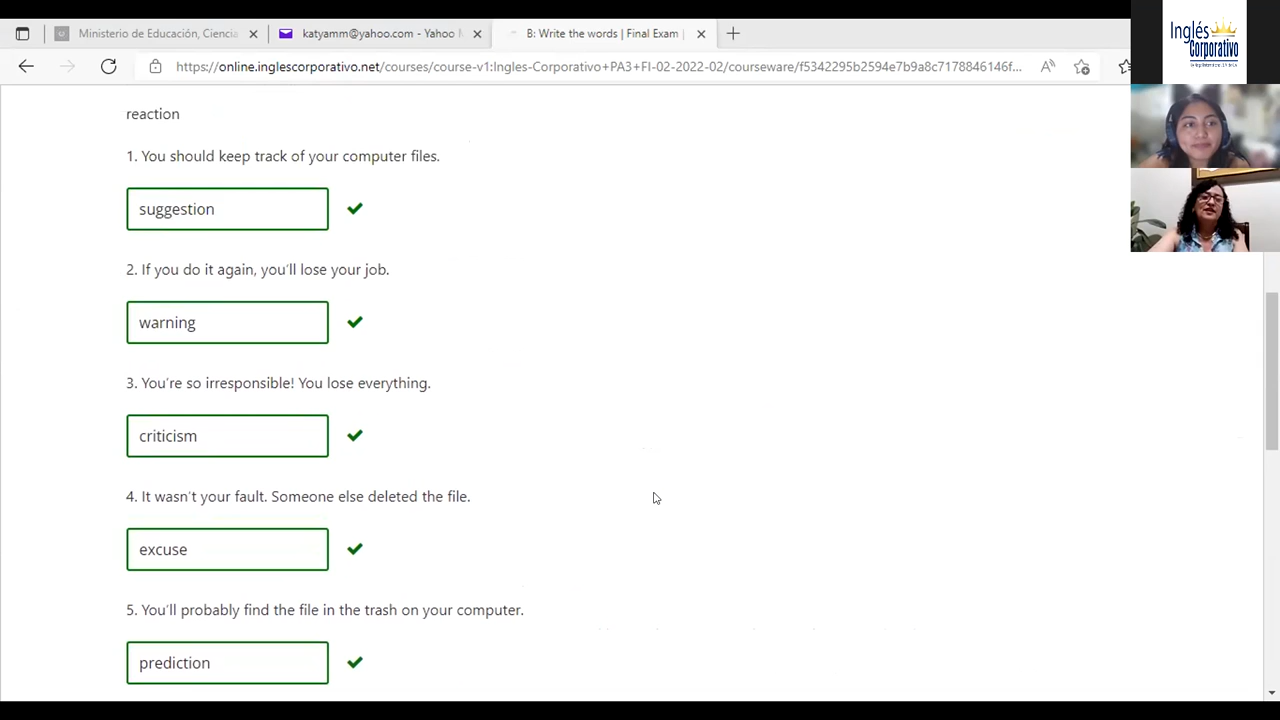 Ministerio de Educación, Ciencia
katyamm@yahoo.com - Yahoo M
B: Write the words | Final Exam |
https://online.inglescorporativo.net/courses/course-v1:Ingles-Corporativo+PA3+FI-02-2022-02/courseware/f5342295b2594e7b9a8c7178846146f...
Inglés
Corporativo
reaction
1. You should keep track of your computer files.
suggestion
2. If you do it again, you'll lose your job.
warning
3. You're so irresponsible! You lose everything.
criticism
4. It wasn't your fault. Someone else deleted the file.
excuse
5. You'll probably find the file in the trash on your computer.
prediction